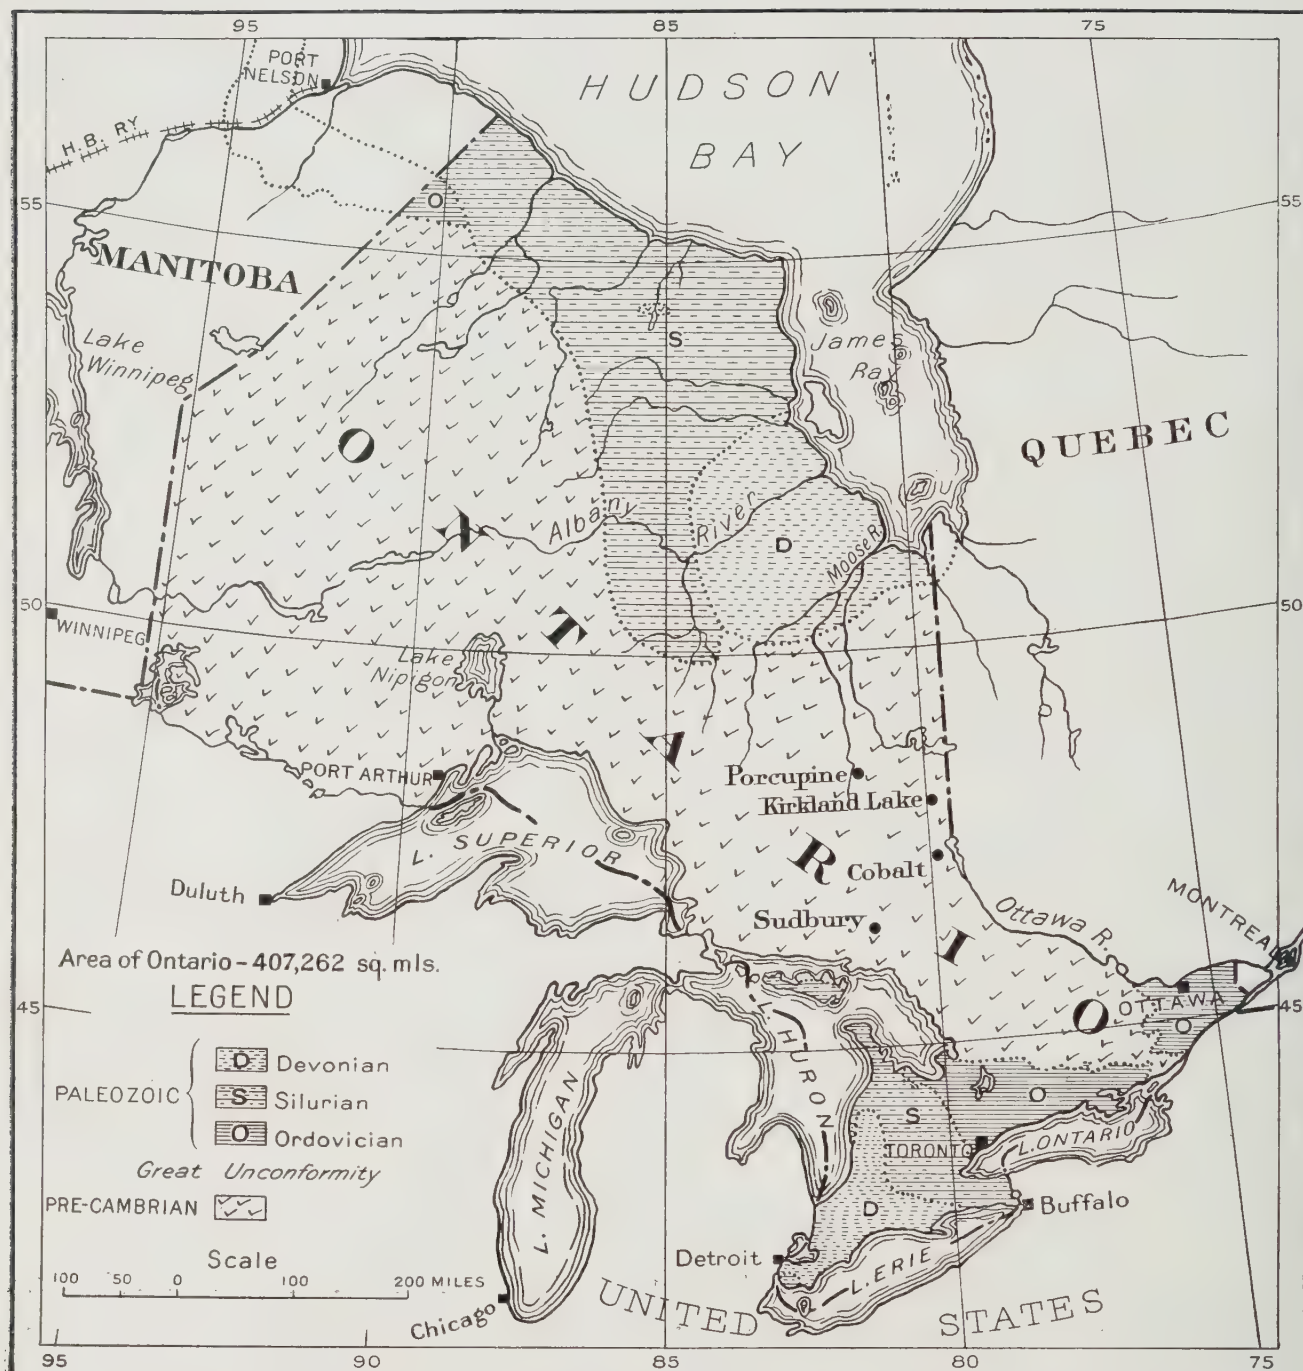 95
85
75
PORT
NELSON
HUDSON
BAY
H.B. RY
55
55
O
MANITOBA
Lake
Winnipeg
S
James
Bay
QUEBEC
ONTARIO
Albany River
D
Moose R.
50
50
WINNIPEG
Lake
Nipigon
PORT ARTHUR
Porcupine
Kirkland Lake
L. SUPERIOR
Cobalt
Duluth
Sudbury
Ottawa R.
MONTREAL
Area of Ontario - 407,262 sq. mls.
LEGEND
OTTAWA
45
45
O
L. HURON
PALEOZOIC
D Devonian
S Silurian
O Ordovician
Great Unconformity
PRE-CAMBRIAN
L. MICHIGAN
S
O
TORONTO
L. ONTARIO
D
Buffalo
Scale
100 50 0 100 200 MILES
Detroit
L. ERIE
Chicago
UNITED STATES
95
90
85
80
75